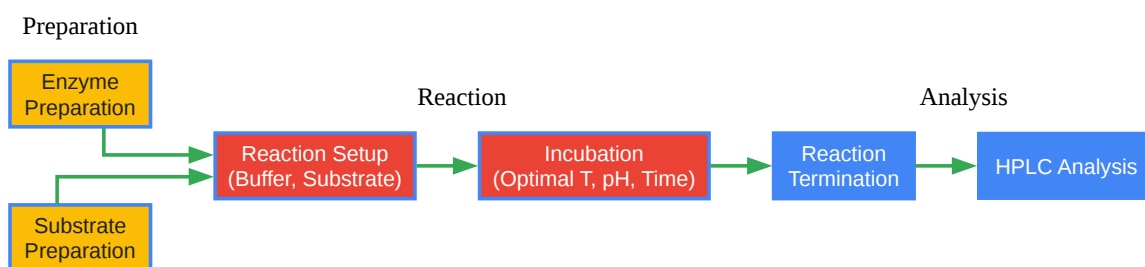 Preparation
Enzyme
Preparation
Substrate
Preparation
Reaction
Reaction Setup
(Buffer, Substrate)
Incubation
(Optimal T, pH, Time)
Analysis
Reaction
Termination
HPLC Analysis